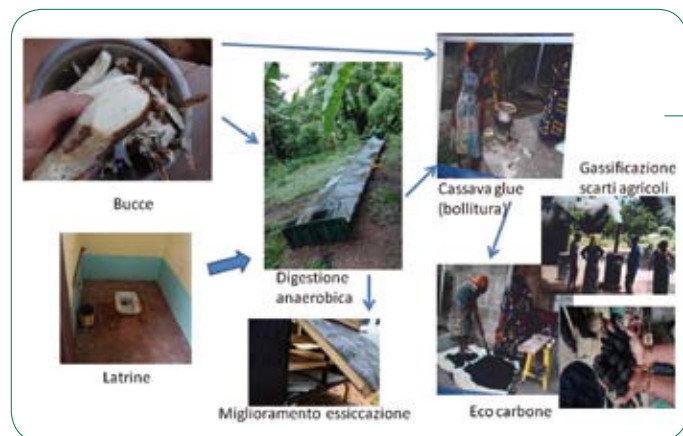 Bucce
Cassava glue
(bollitura)
Gassificazione
scarti agricoli
Digestione
anaerobica
Latrine
Miglioramento essiccazione
Eco carbone